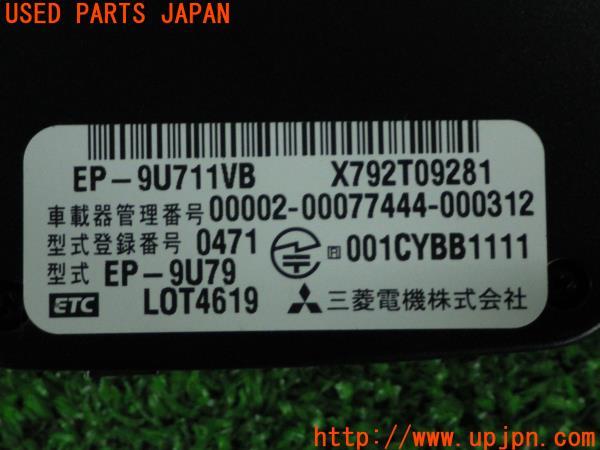 USED PARTS JAPAN
EP-9U711VB X792T09281
車載器管理番号 00002-00077444-000312
型式登録番号 0471 R 001CYBB1111
型式 EP-9U79
ETC LOT4619 三菱電機株式会社
http://www.upjpn.com/